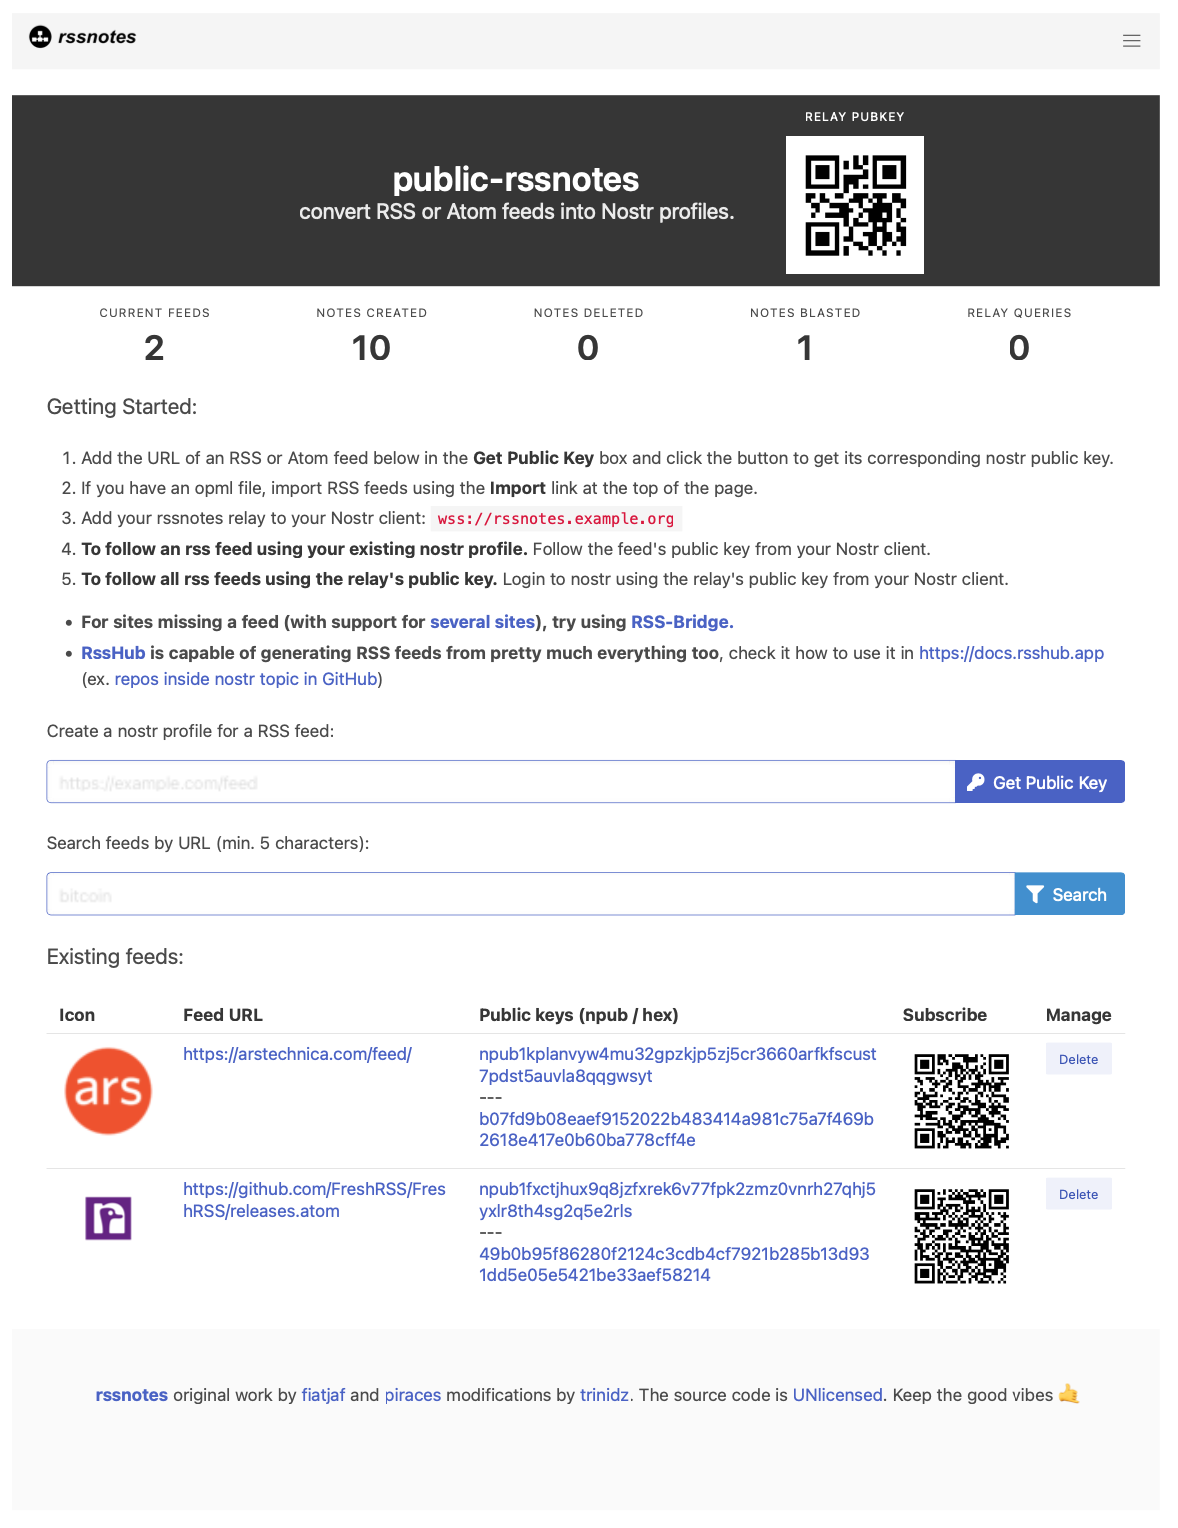 rssnotes
RELAY PUBKEY
public-rssnotes
convert RSS or Atom feeds into Nostr profiles.
CURRENT FEEDS
2
NOTES CREATED
10
NOTES DELETED
0
NOTES BLASTED
1
RELAY QUERIES
0
Getting Started:
1. Add the URL of an RSS or Atom feed below in the Get Public Key box and click the button to get its corresponding nostr public key.
2. If you have an opml file, import RSS feeds using the Import link at the top of the page.
3. Add your rssnotes relay to your Nostr client: wss://rssnotes.example.org
4. To follow an rss feed using your existing nostr profile. Follow the feed's public key from your Nostr client.
5. To follow all rss feeds using the relay's public key. Login to nostr using the relay's public key from your Nostr client.
• For sites missing a feed (with support for several sites), try using RSS-Bridge.
• RssHub is capable of generating RSS feeds from pretty much everything too, check it how to use it in https://docs.rsshub.app
(ex. repos inside nostr topic in GitHub)
Create a nostr profile for a RSS feed:
https://example.com/feed
Get Public Key
Search feeds by URL (min. 5 characters):
bitcoin
Search
Existing feeds:
Icon Feed URL Public keys (npub / hex) Subscribe Manage
ars
https://arstechnica.com/feed/
npub1kplanvyw4mu32gpzkjp5zj5cr3660arfkfscust
7pdst5auvla8qqgwsyt
---
b07fd9b08eaef9152022b483414a981c75a7f469b
2618e417e0b60ba778cff4e
Delete
https://github.com/FreshRSS/Fres
hRSS/releases.atom
npub1fxctjhux9q8jzfxrek6v77fpk2zmz0vnrh27qhj5
yxlr8th4sg2q5e2rls
---
49b0b95f86280f2124c3cdb4cf7921b285b13d93
1dd5e05e5421be33aef58214
Delete
rssnotes original work by fiatjaf and piraces modifications by trinidz. The source code is UNlicensed. Keep the good vibes 🤙